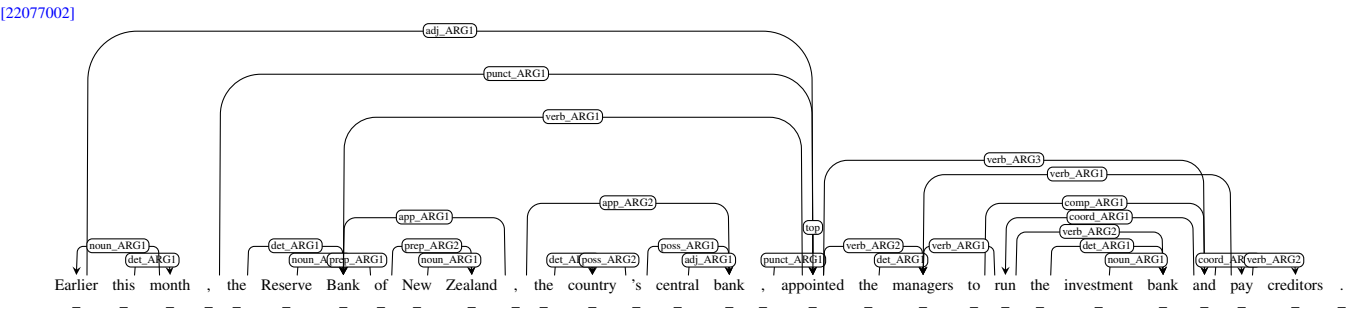 [22077002]
adj_ARG1
punct_ARG1
verb_ARG1
verb_ARG3
verb_ARG1
app_ARG2 comp_ARG1
app_ARG1 coord_ARG1
top verb_ARG2
noun_ARG1 det_ARG1 prep_ARG2 poss_ARG1 verb_ARG2 verb_ARG1 det_ARG1
det_ARG1 prep_ARG1 noun_ARG1 poss_ARG2 adj_ARG1 punct_ARG1 det_ARG1 noun_ARG1 verb_ARG2
Earlier this month , the Reserve Bank of New Zealand , the country 's central bank , appointed the managers to run the investment bank and pay creditors .
_ _ _ _ _ _ _ _ _ _ _ _ _ _ _ _ _ _ _ _ _ _ _ _ _ _ _ _ _